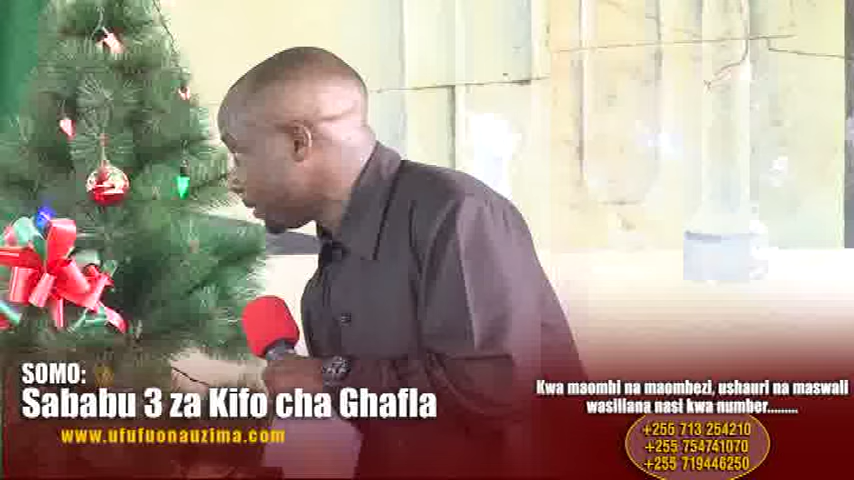 SOMO:
Sababu 3 za Kifo cha Ghafla
www.ufufuonauzima.com
Kwa maombi na maombezi, ushauri na maswali
wasiliana nasi kwa number.........
+255 713 254210
+255 754741070
+255 719446250